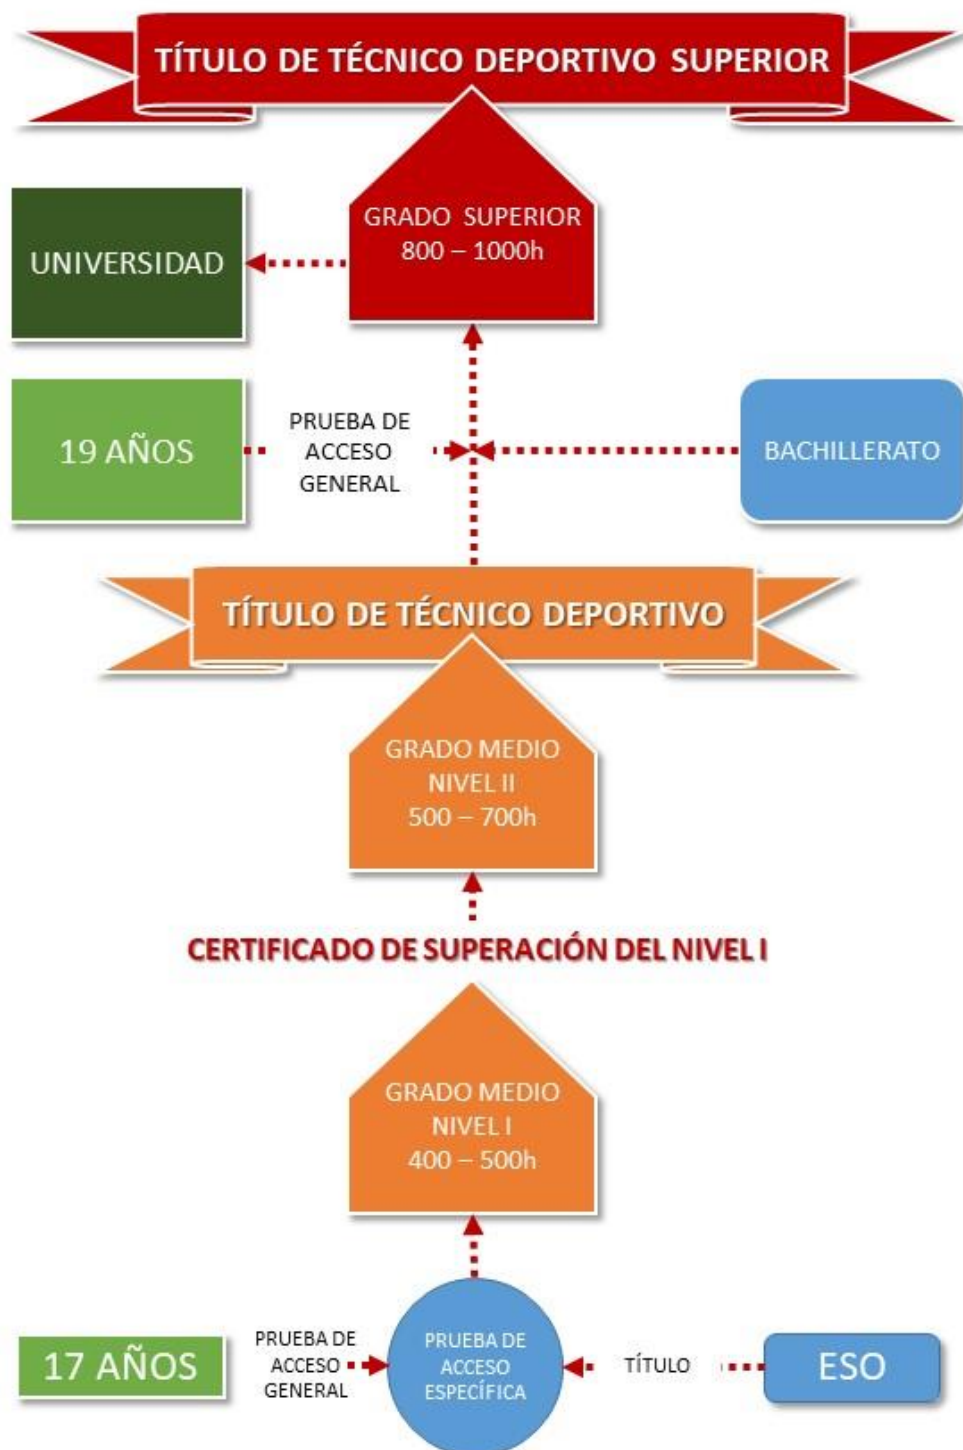 TÍTULO DE TÉCNICO DEPORTIVO SUPERIOR
GRADO SUPERIOR
800 – 1000h
UNIVERSIDAD
19 AÑOS
PRUEBA DE
ACCESO
GENERAL
BACHILLERATO
TÍTULO DE TÉCNICO DEPORTIVO
GRADO MEDIO
NIVEL II
500 – 700h
CERTIFICADO DE SUPERACIÓN DEL NIVEL I
GRADO MEDIO
NIVEL I
400 – 500h
17 AÑOS
PRUEBA DE
ACCESO
GENERAL
PRUEBA DE
ACCESO
ESPECÍFICA
TÍTULO
ESO